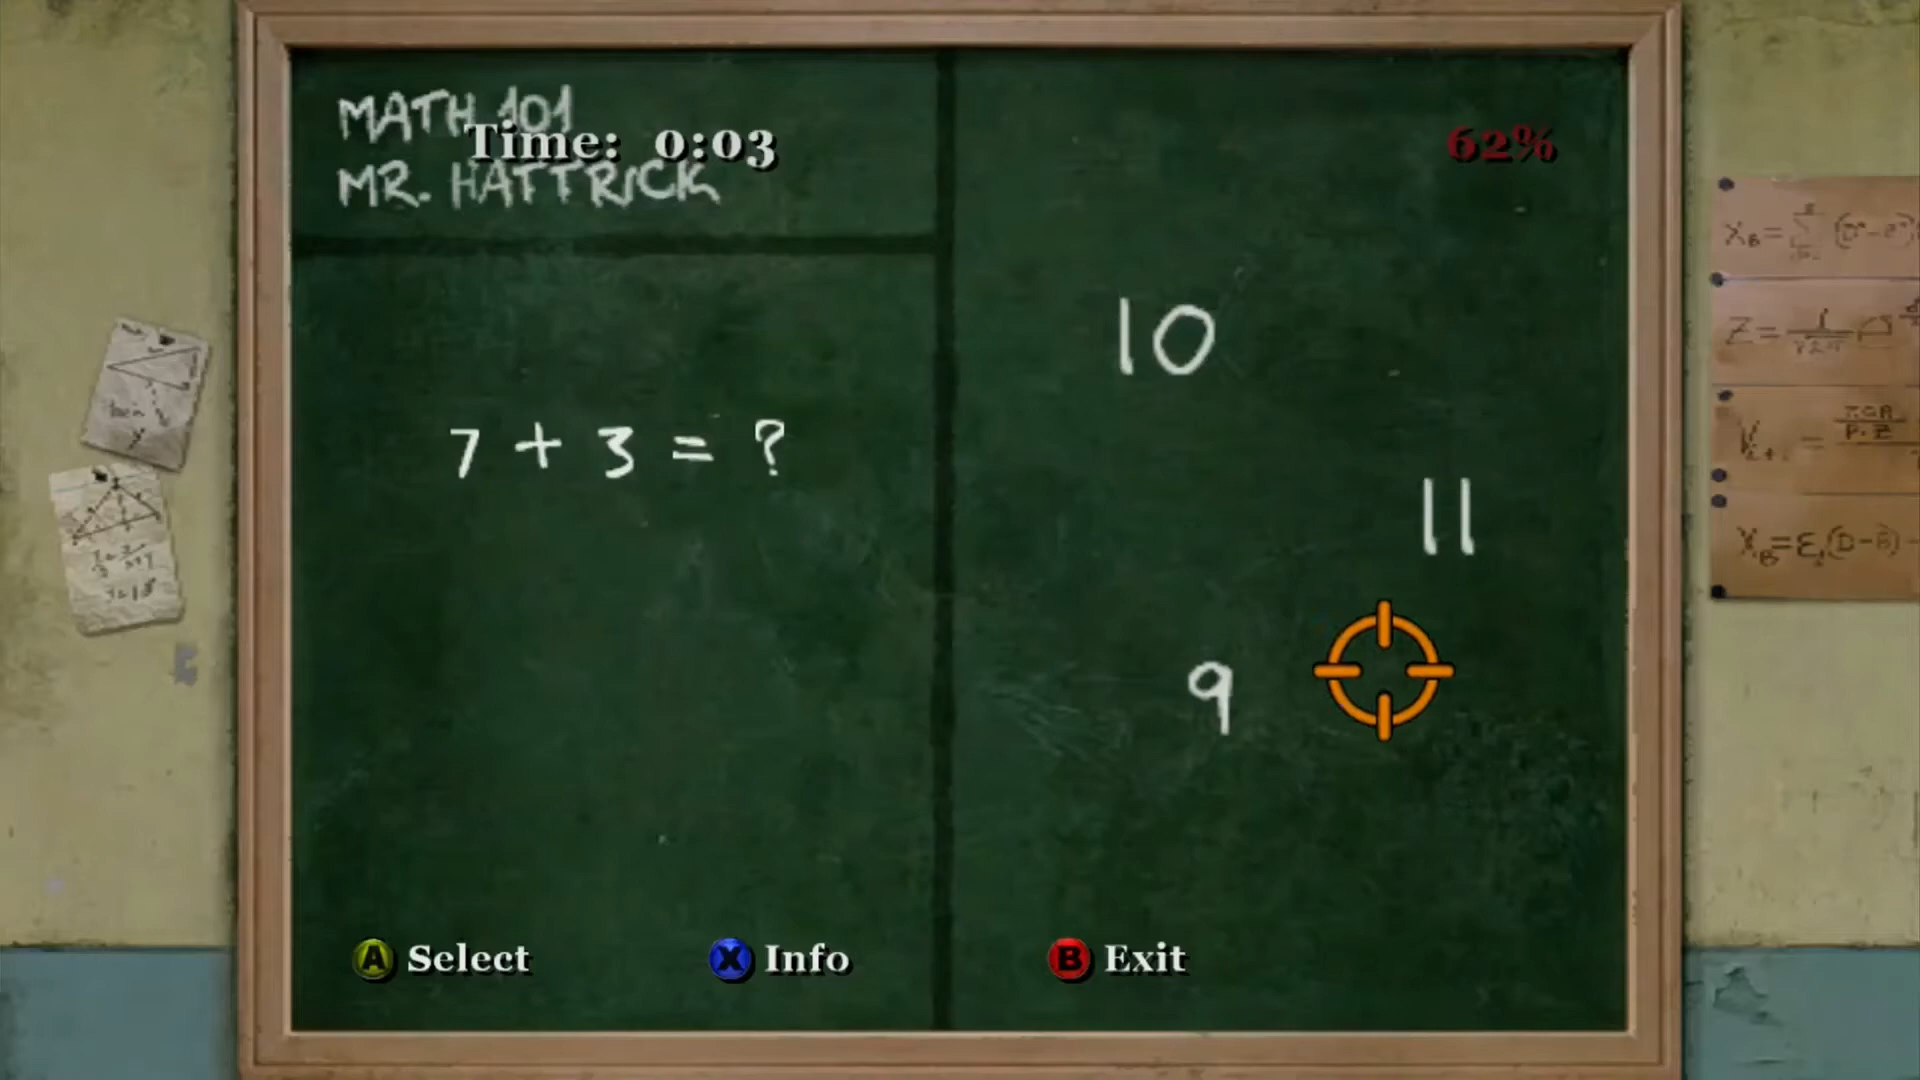 MATH 101
Time: 0:03
62%
MR. HATTRICK
10
7 + 3 = ?
11
9
A Select
X Info
B Exit